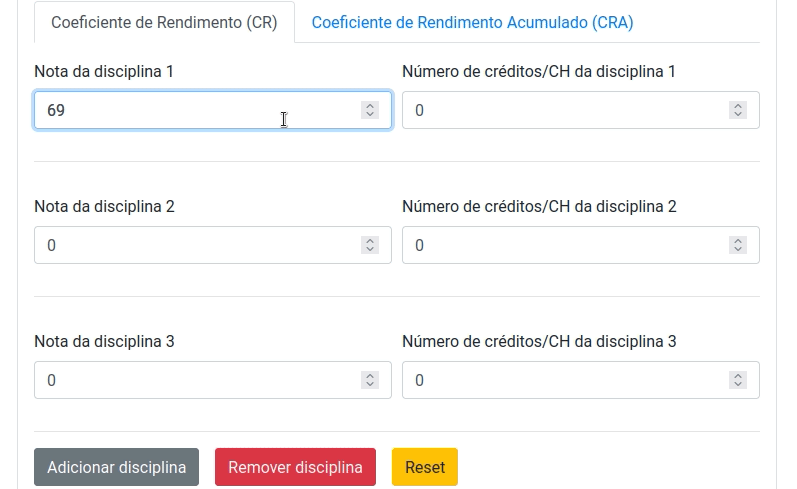 Coeficiente de Rendimento (CR) Coeficiente de Rendimento Acumulado (CRA)
Nota da disciplina 1 Número de créditos/CH da disciplina 1
69 0
Nota da disciplina 2 Número de créditos/CH da disciplina 2
0 0
Nota da disciplina 3 Número de créditos/CH da disciplina 3
0 0
Adicionar disciplina Remover disciplina Reset